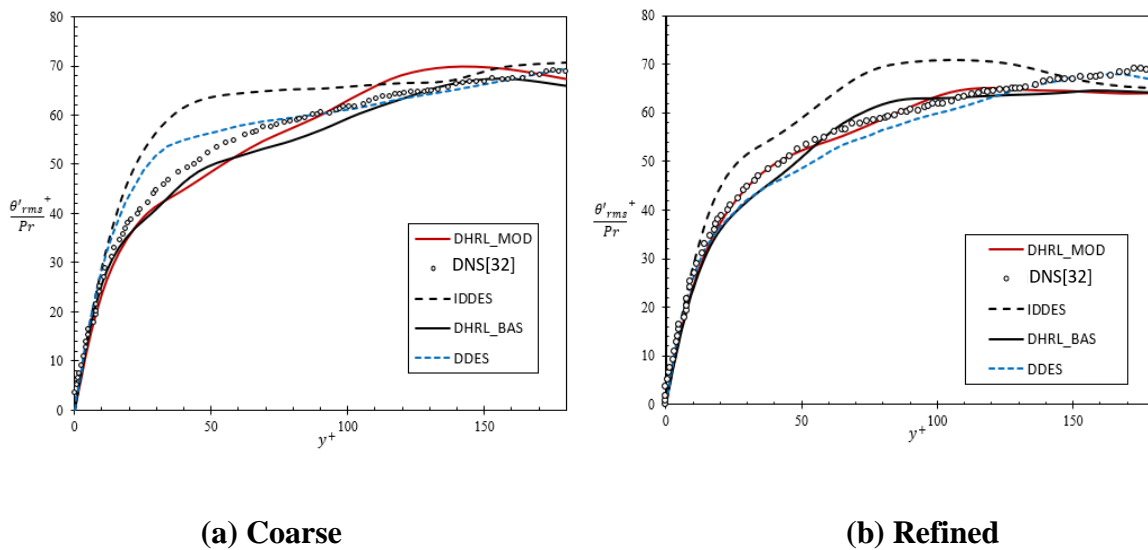 80
70
60
50
40
30
20
10
0
θ'rms+
Pr
DHRL_MOD
DNS[32]
IDDES
DHRL_BAS
DDES
0
50
100
150
y+
(a) Coarse
80
70
60
50
40
30
20
10
0
θ'rms+
Pr
DHRL_MOD
DNS[32]
IDDES
DHRL_BAS
DDES
0
50
100
150
y+
(b) Refined